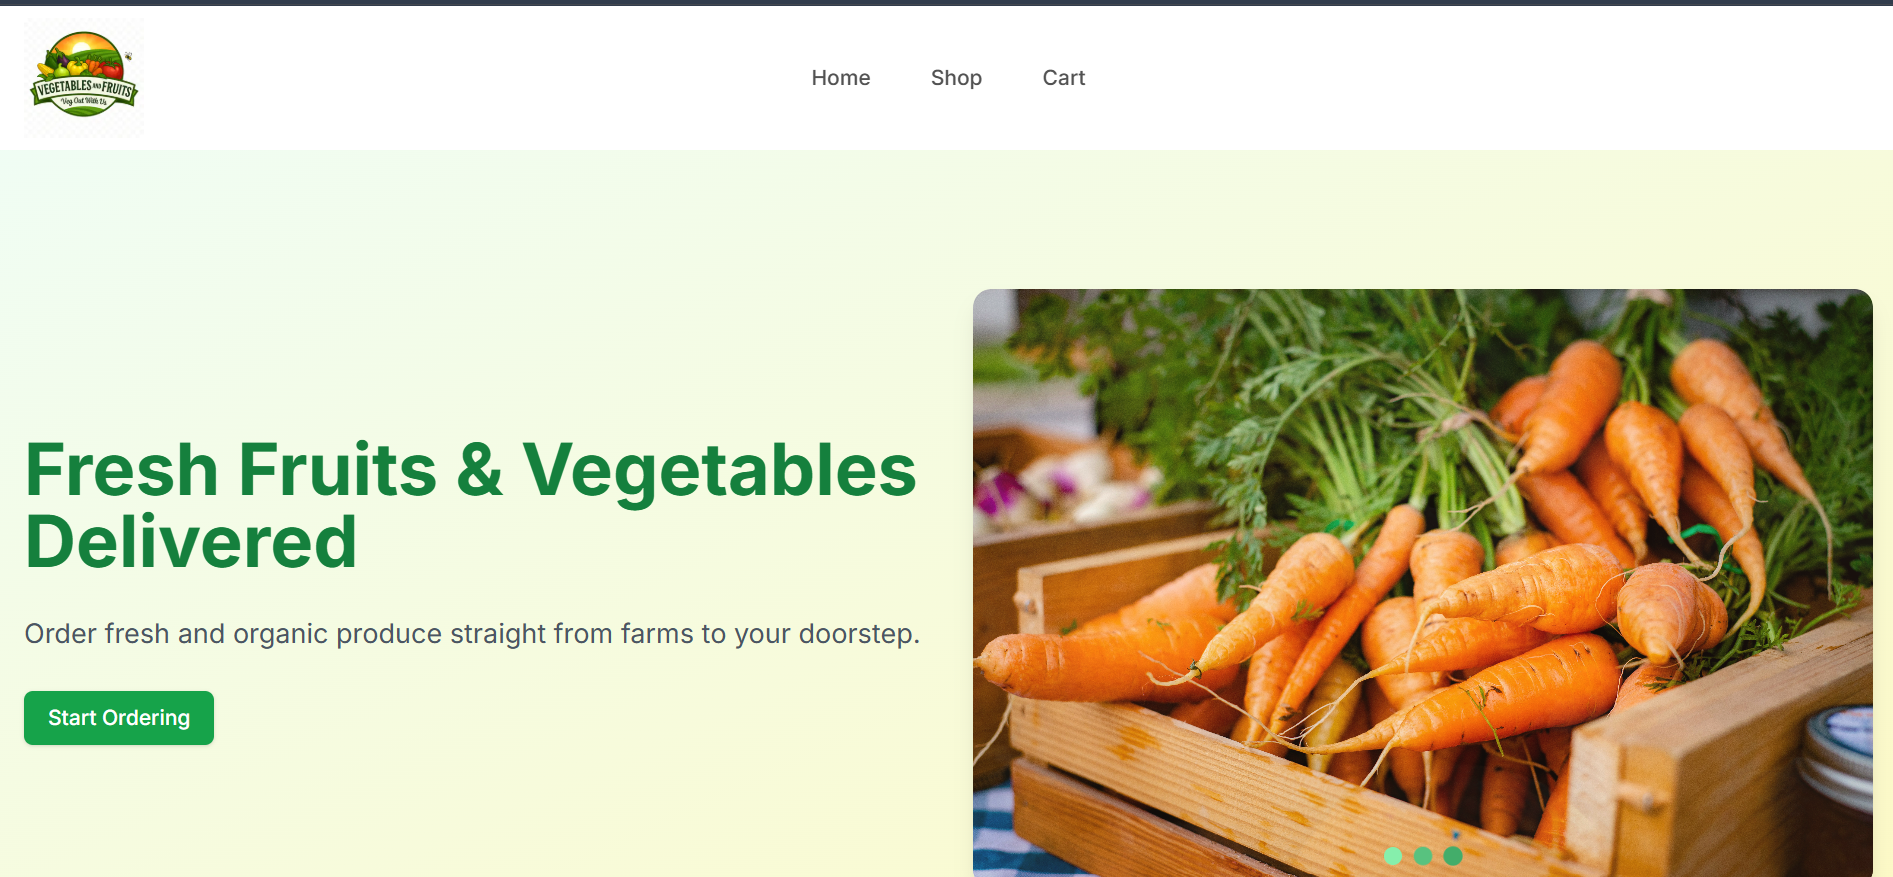 VEGETABLES AND FRUITS
Veg Out With Us
Home Shop Cart
Fresh Fruits & Vegetables
Delivered
Order fresh and organic produce straight from farms to your doorstep.
Start Ordering